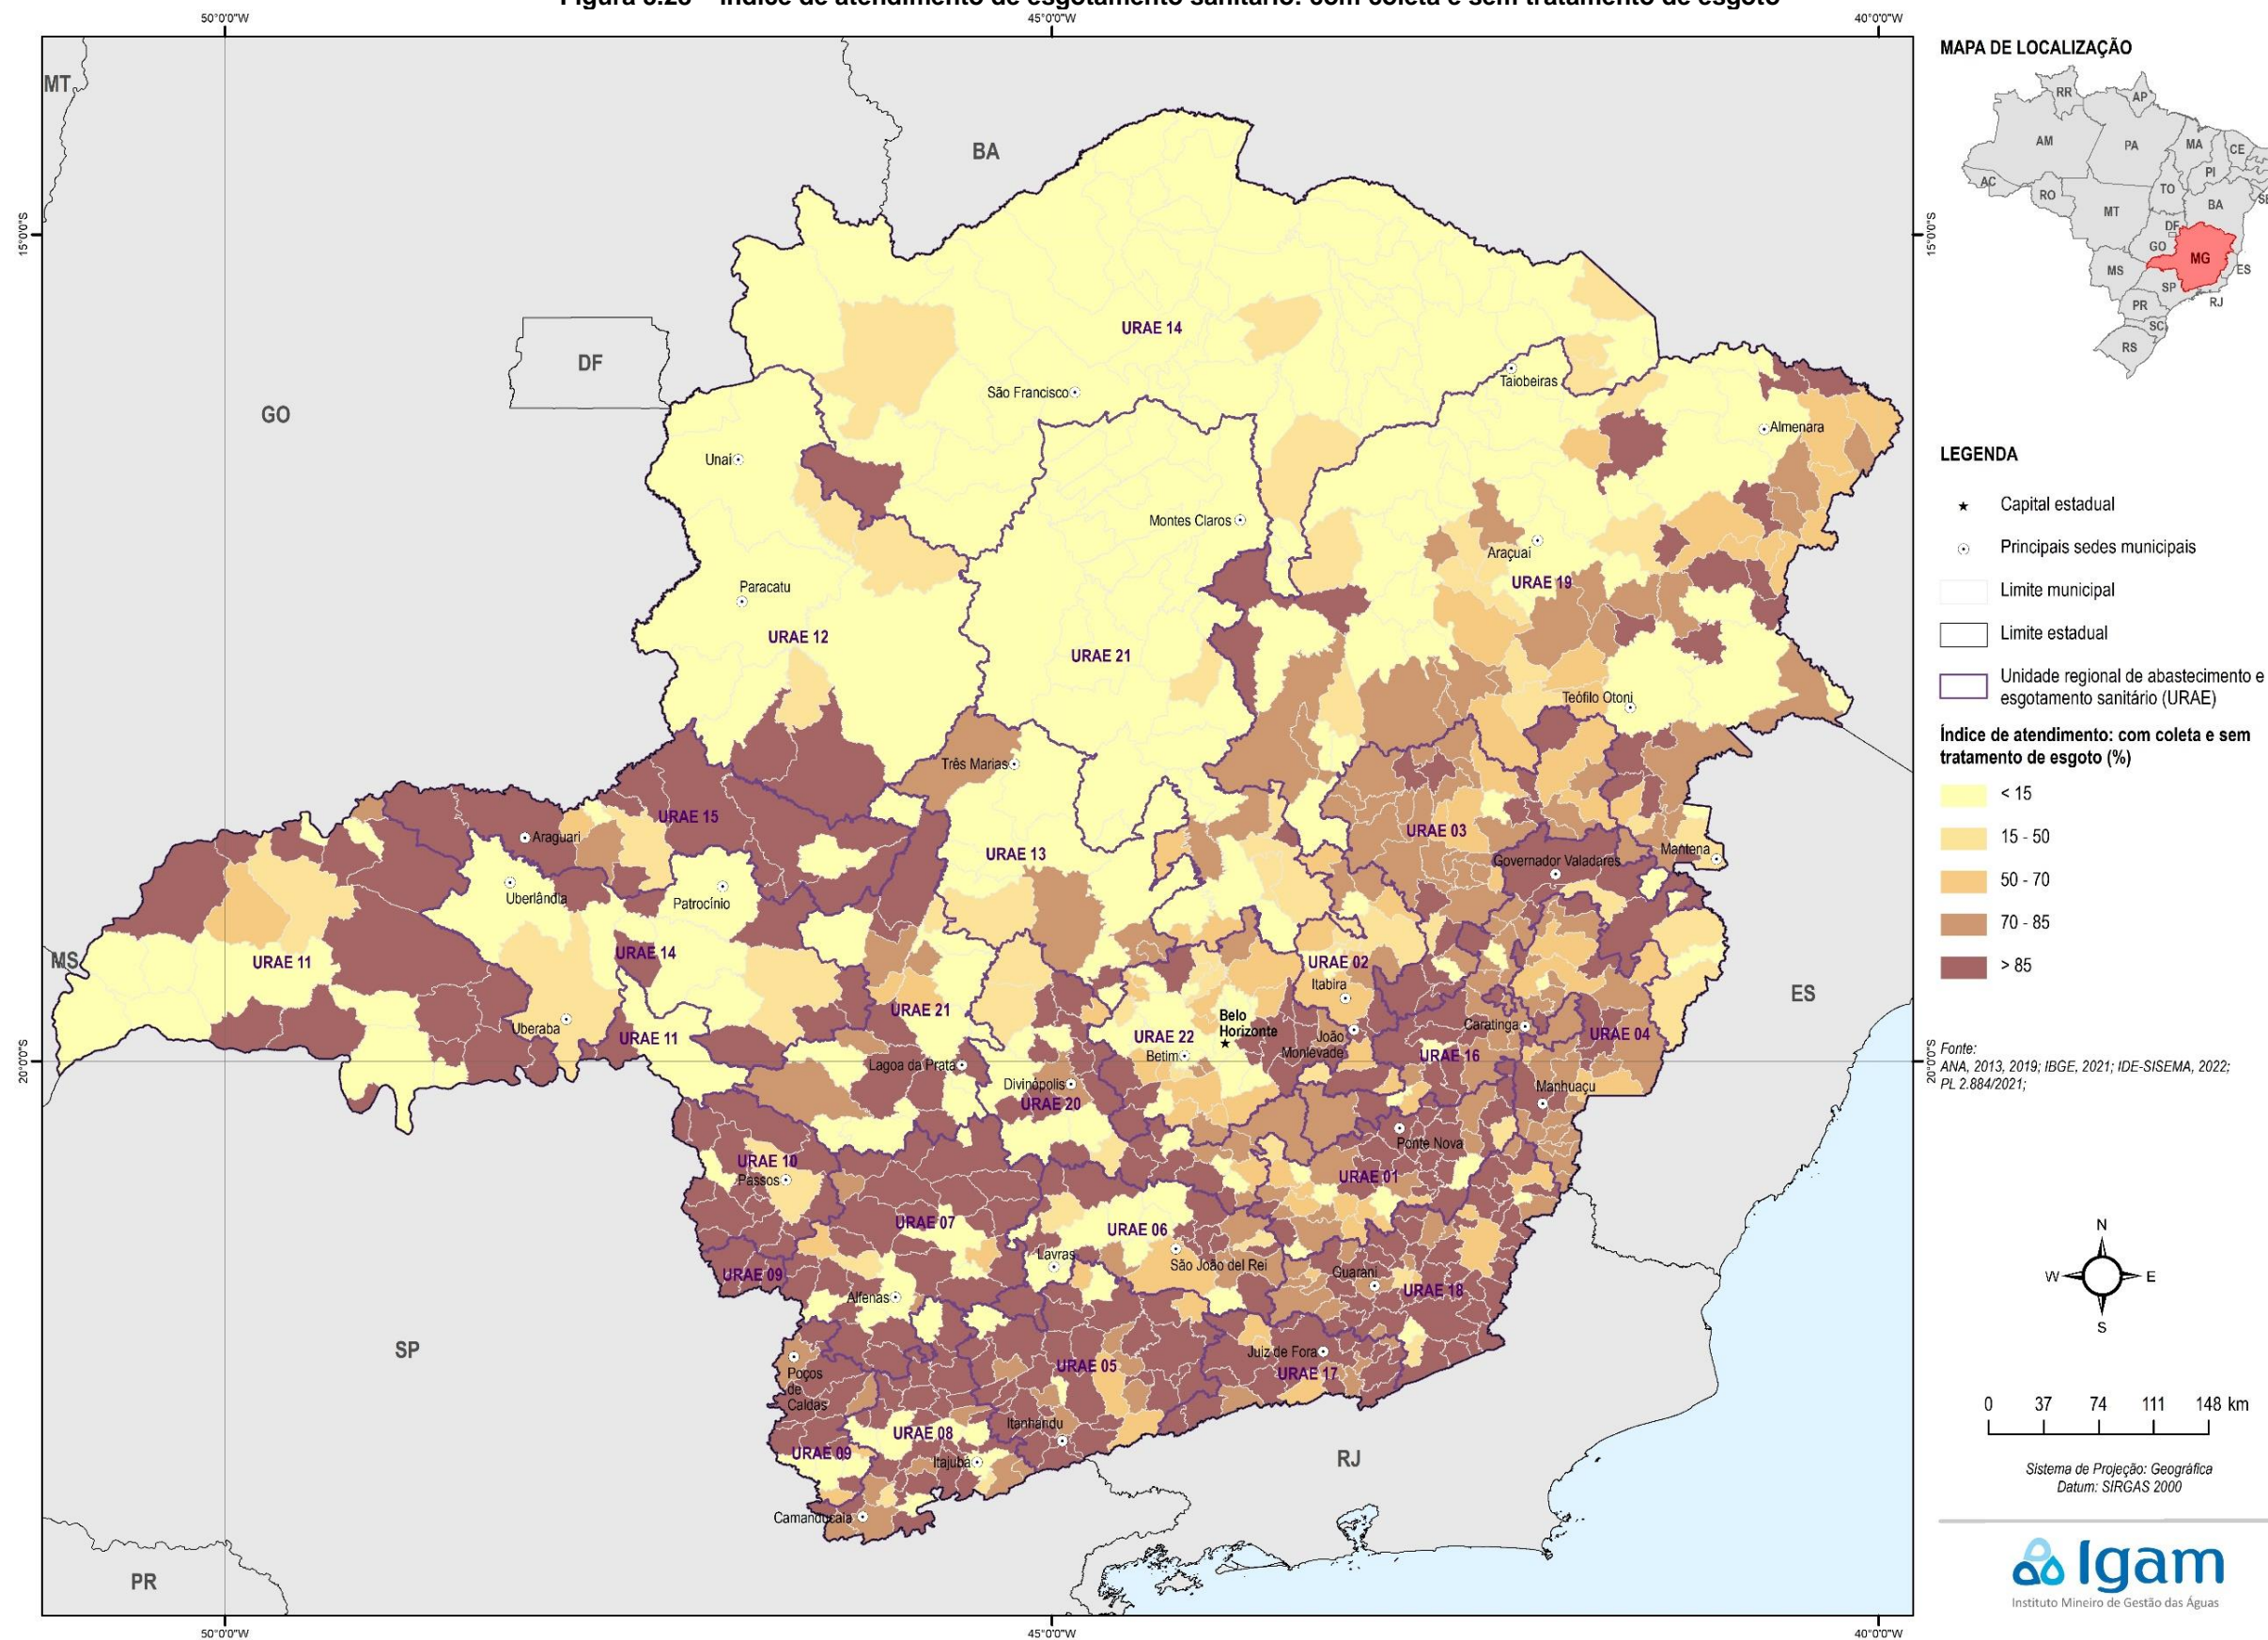 Figura 3.28 – Índice de atendimento de esgotamento sanitário: com coleta e sem tratamento de esgoto
50°0'0"W
45°0'0"W
40°0'0"W
15°0'0"S
20°0'0"S
15°0'0"S
20°0'0"S
MT
BA
DF
GO
MS
SP
PR
RJ
ES
URAE 14
São Francisco
Taiobeiras
Unaí
Almenara
Montes Claros
Araçuaí
URAE 19
Paracatu
URAE 12
URAE 21
Teófilo Otoni
Três Marias
URAE 15
Araguari
URAE 13
URAE 03
Governador Valadares
Mantena
Uberlândia
Patrocínio
URAE 11
URAE 14
URAE 02
Itabira
URAE 21
Uberaba
URAE 11
URAE 22
Belo
Horizonte
Betim
João
Monlevade
Caratinga
URAE 04
URAE 16
Lagoa da Prata
Divinópolis
URAE 20
Manhuaçu
Ponte Nova
URAE 10
Passos
URAE 01
URAE 07
URAE 06
Lavras
São João del Rei
URAE 09
Guarani
URAE 18
Alfenas
Juiz de Fora
URAE 17
URAE 05
Poços
de
Caldas
Itanhandu
URAE 08
URAE 09
Itajubá
Camanducaia
50°0'0"W
45°0'0"W
40°0'0"W
MAPA DE LOCALIZAÇÃO
RR
AP
AM
PA
MA
CE
AC
RO
TO
PI
MT
BA
SE
DF
GO
MG
MS
ES
SP
RJ
PR
SC
RS
LEGENDA
Capital estadual
Principais sedes municipais
Limite municipal
Limite estadual
Unidade regional de abastecimento e
esgotamento sanitário (URAE)
Índice de atendimento: com coleta e sem
tratamento de esgoto (%)
< 15
15 - 50
50 - 70
70 - 85
> 85
Fonte:
ANA, 2013, 2019; IBGE, 2021; IDE-SISEMA, 2022;
PL 2.884/2021;
N
W
E
S
0 37 74 111 148 km
Sistema de Projeção: Geográfica
Datum: SIRGAS 2000
Igam
Instituto Mineiro de Gestão das Águas